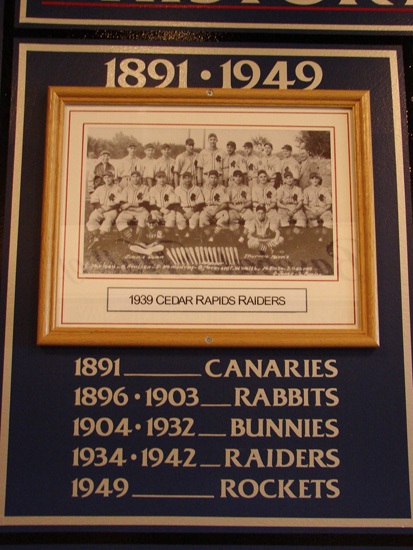 HISTORY
1891·1949
1939 CEDAR RAPIDS RAIDERS
1891 CANARIES
1896·1903 RABBITS
1904·1932 BUNNIES
1934·1942 RAIDERS
1949 ROCKETS